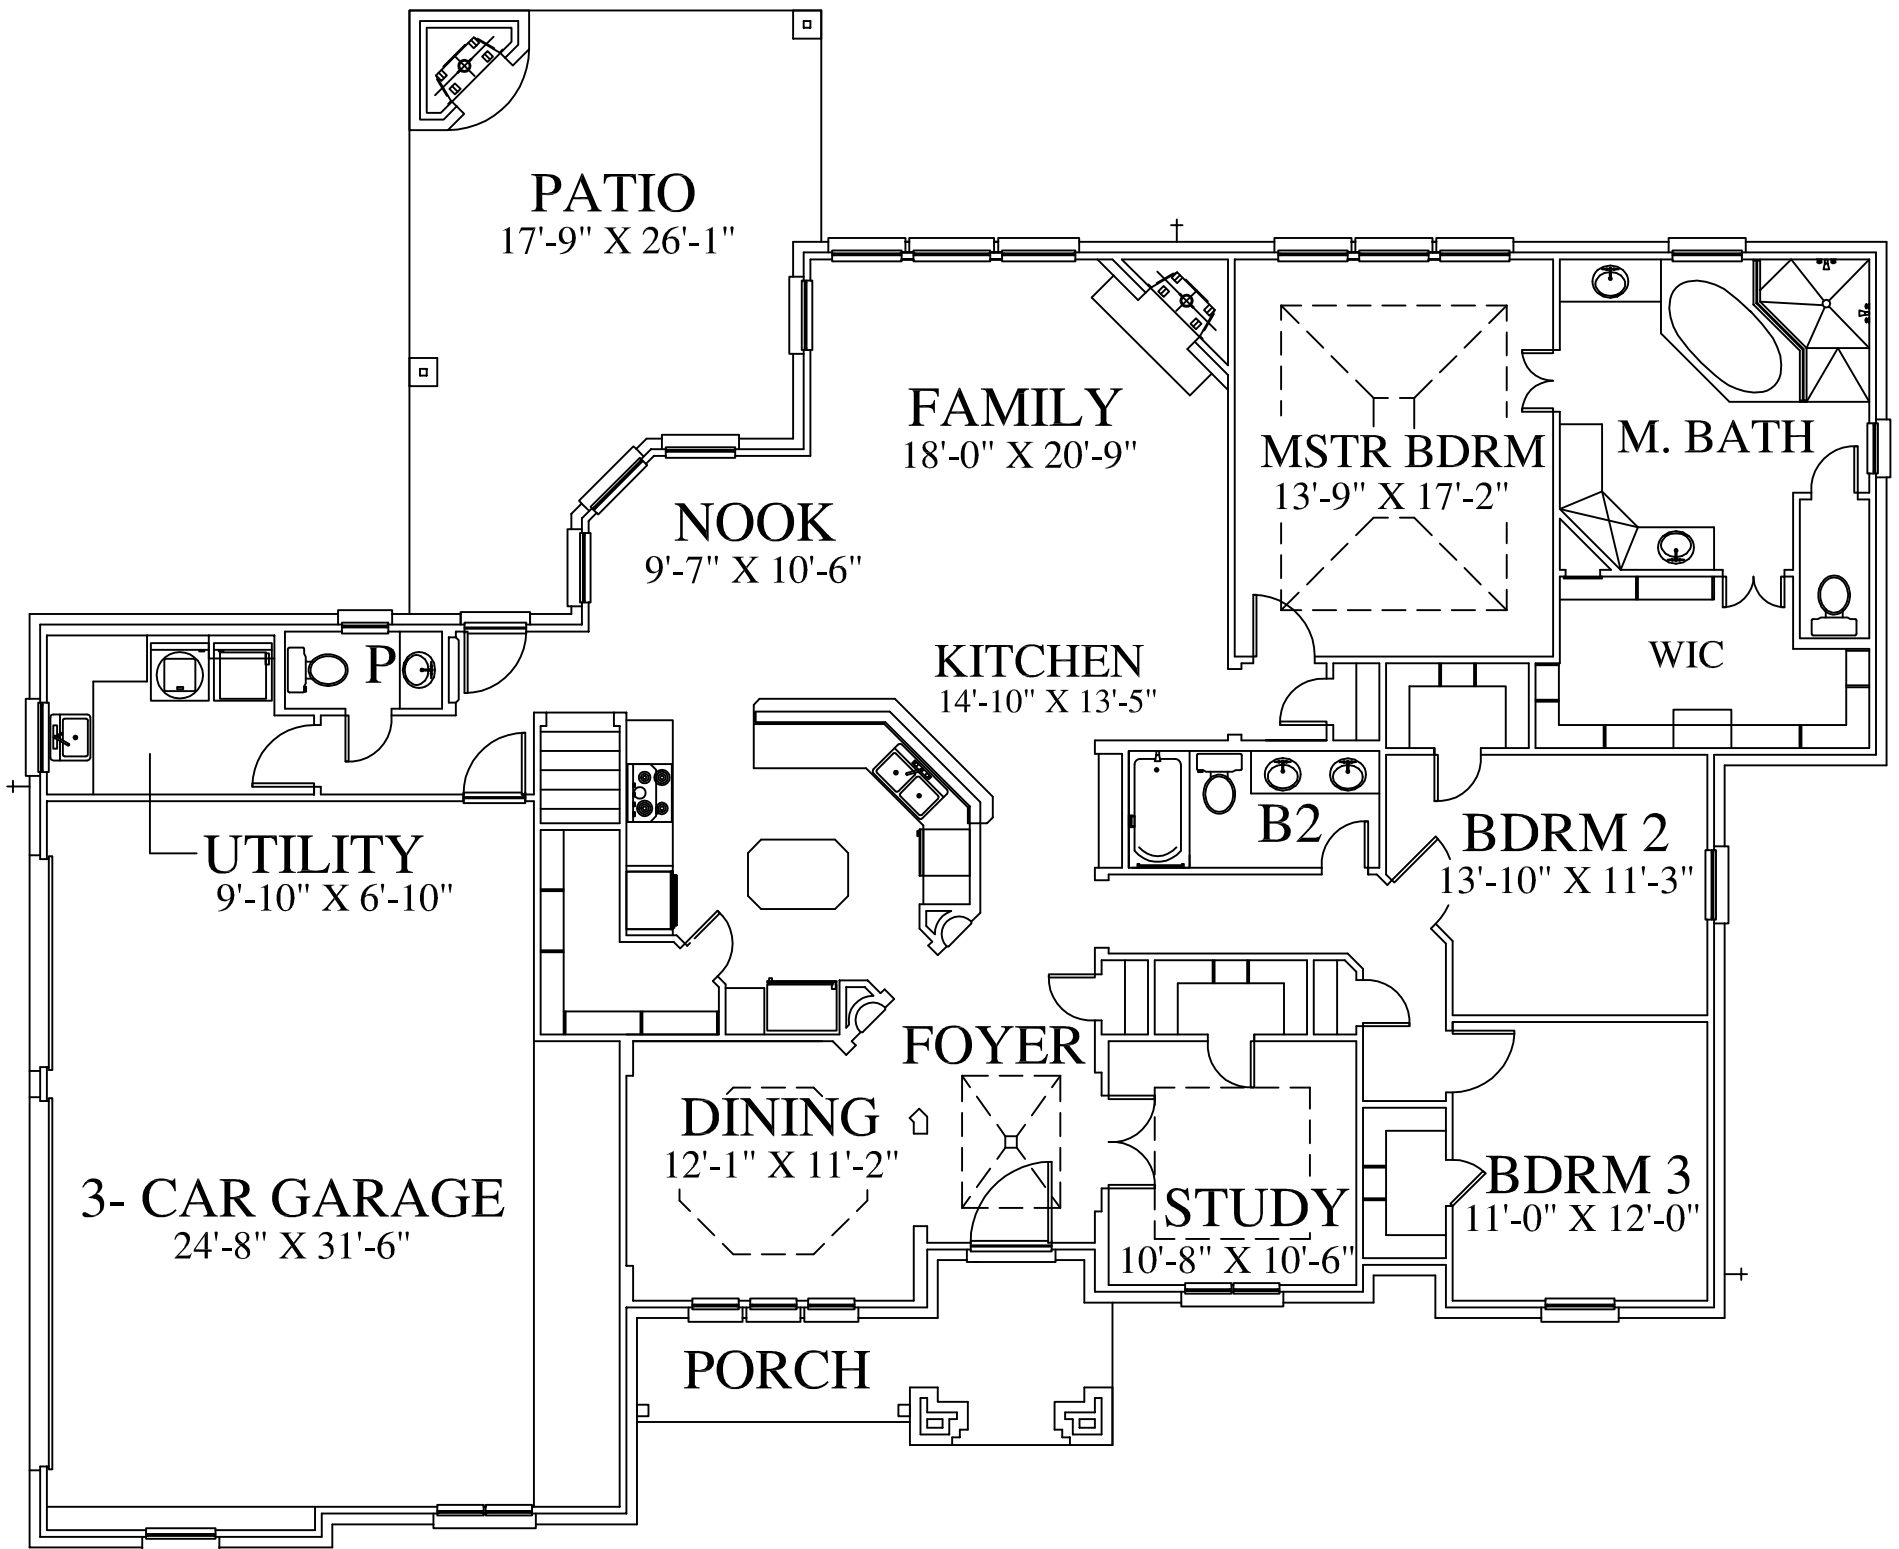 PATIO
17'-9" X 26'-1"
FAMILY
18'-0" X 20'-9"
MSTR BDRM
13'-9" X 17'-2"
M. BATH
NOOK
9'-7" X 10'-6"
P
KITCHEN
14'-10" X 13'-5"
WIC
UTILITY
9'-10" X 6'-10"
B2
BDRM 2
13'-10" X 11'-3"
FOYER
DINING
12'-1" X 11'-2"
3- CAR GARAGE
24'-8" X 31'-6"
STUDY
10'-8" X 10'-6"
BDRM 3
11'-0" X 12'-0"
PORCH